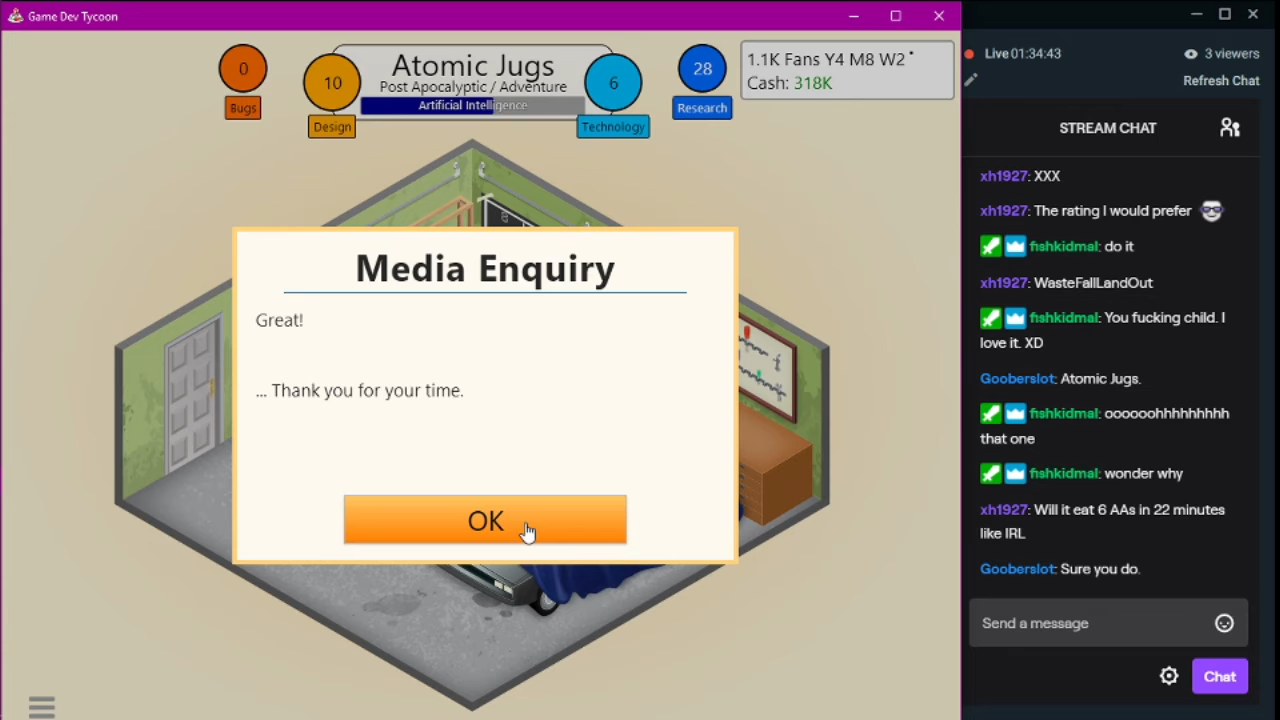 Game Dev Tycoon
0
Bugs
10
Design
Atomic Jugs
Post Apocalyptic / Adventure
Artificial Intelligence
6
Technology
28
Research
1.1K Fans Y4 M8 W2
Cash: 318K
Media Enquiry
Great!
... Thank you for your time.
OK
Live 01:34:43
3 viewers
Refresh Chat
STREAM CHAT
xh1927: XXX
xh1927: The rating I would prefer
fishkidmal: do it
xh1927: WasteFallLandOut
fishkidmal: You fucking child. I
love it. XD
Gooberslot: Atomic Jugs.
fishkidmal: oooooohhhhhhhhh
that one
fishkidmal: wonder why
xh1927: Will it eat 6 AAs in 22 minutes
like IRL
Gooberslot: Sure you do.
Send a message
Chat